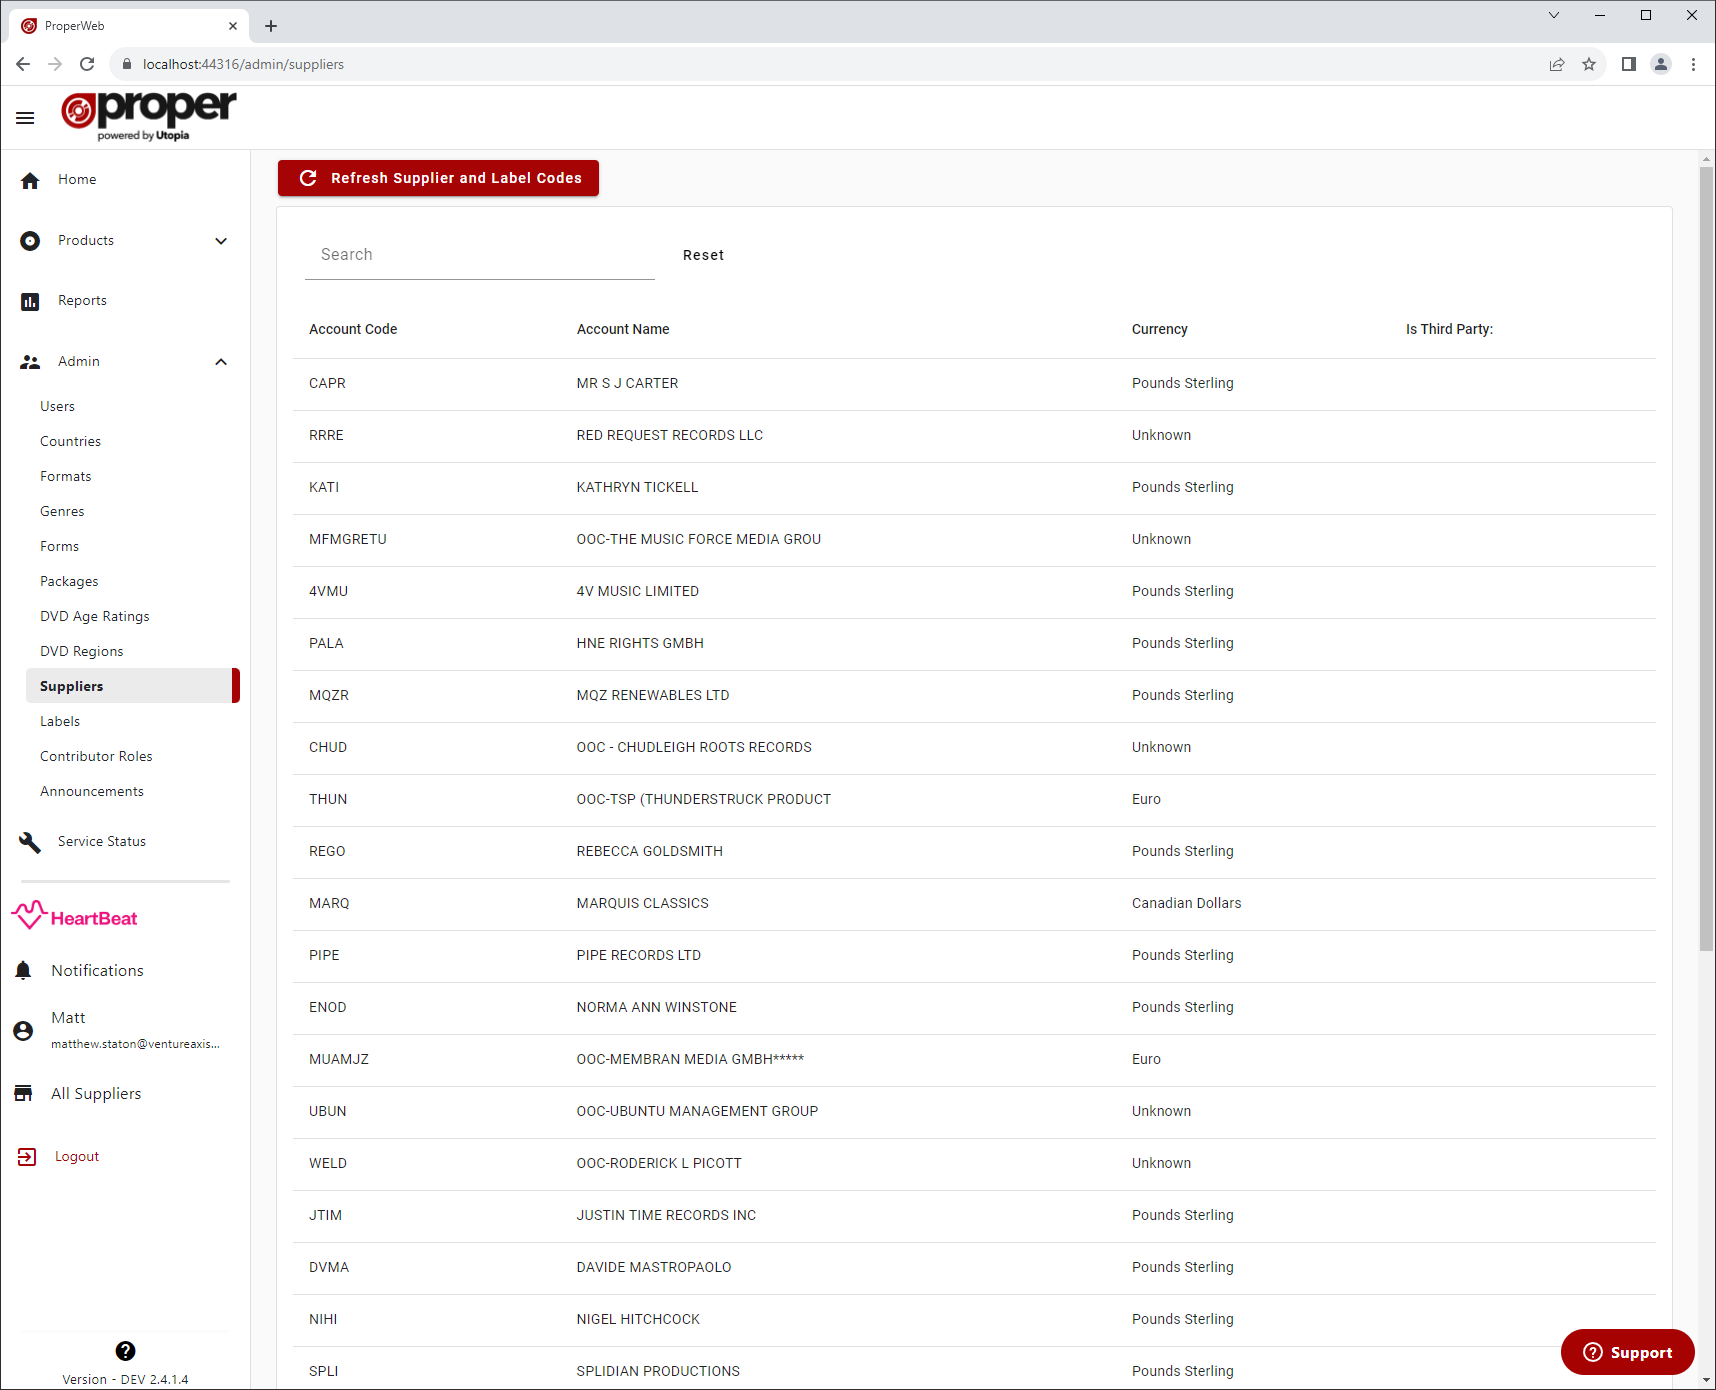 ProperWeb
localhost:44316/admin/suppliers
proper
powered by Utopia
Home
Products
Reports
Admin
Users
Countries
Formats
Genres
Forms
Packages
DVD Age Ratings
DVD Regions
Suppliers
Labels
Contributor Roles
Announcements
Service Status
HeartBeat
Notifications
Matt
matthew.staton@ventureaxis...
All Suppliers
Logout
Version - DEV 2.4.1.4
Refresh Supplier and Label Codes
Search Reset
Account Code Account Name Currency Is Third Party:
CAPR MR S J CARTER Pounds Sterling
RRRE RED REQUEST RECORDS LLC Unknown
KATI KATHRYN TICKELL Pounds Sterling
MFMGRETU OOC-THE MUSIC FORCE MEDIA GROU Unknown
4VMU 4V MUSIC LIMITED Pounds Sterling
PALA HNE RIGHTS GMBH Pounds Sterling
MQZR MQZ RENEWABLES LTD Pounds Sterling
CHUD OOC - CHUDLEIGH ROOTS RECORDS Unknown
THUN OOC-TSP (THUNDERSTRUCK PRODUCT Euro
REGO REBECCA GOLDSMITH Pounds Sterling
MARQ MARQUIS CLASSICS Canadian Dollars
PIPE PIPE RECORDS LTD Pounds Sterling
ENOD NORMA ANN WINSTONE Pounds Sterling
MUAMJZ OOC-MEMBRAN MEDIA GMBH***** Euro
UBUN OOC-UBUNTU MANAGEMENT GROUP Unknown
WELD OOC-RODERICK L PICOTT Unknown
JTIM JUSTIN TIME RECORDS INC Pounds Sterling
DVMA DAVIDE MASTROPAOLO Pounds Sterling
NIHI NIGEL HITCHCOCK Pounds Sterling
SPLI SPLIDIAN PRODUCTIONS Pounds Sterling
Support